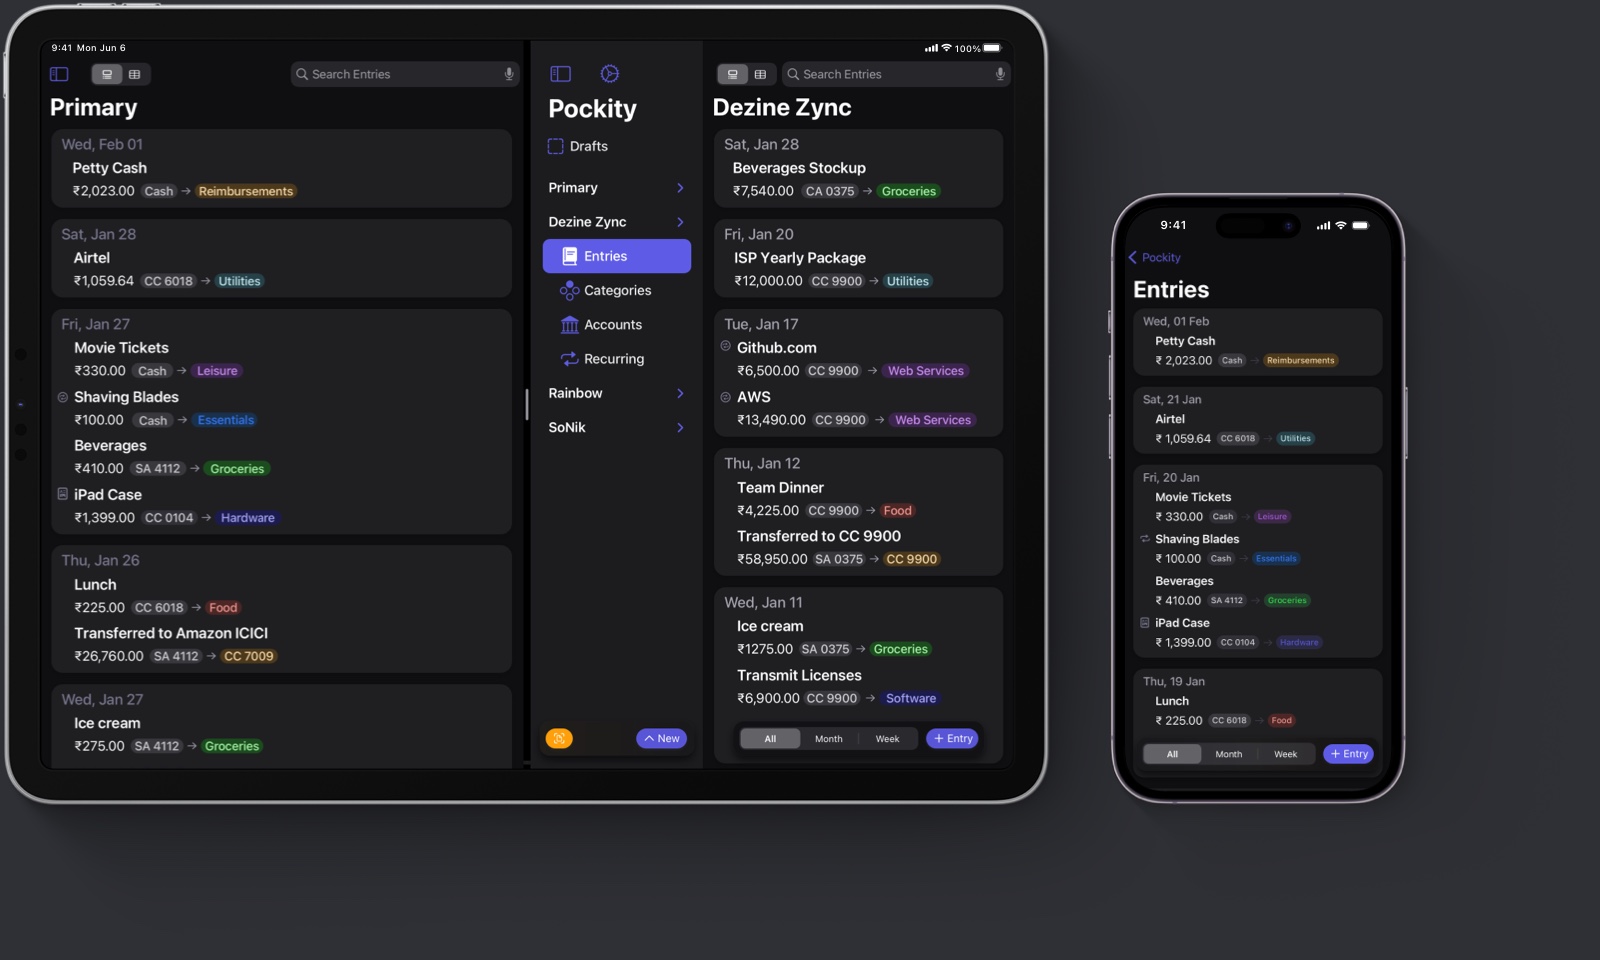 9:41 Mon Jun 6
Search Entries
Primary
Wed, Feb 01
Petty Cash
₹2,023.00 Cash → Reimbursements
Sat, Jan 28
Airtel
₹1,059.64 CC 6018 → Utilities
Fri, Jan 27
Movie Tickets
₹330.00 Cash → Leisure
Shaving Blades
₹100.00 Cash → Essentials
Beverages
₹410.00 SA 4112 → Groceries
iPad Case
₹1,399.00 CC 0104 → Hardware
Thu, Jan 26
Lunch
₹225.00 CC 6018 → Food
Transferred to Amazon ICICI
₹26,760.00 SA 4112 → CC 7009
Wed, Jan 27
Ice cream
₹275.00 SA 4112 → Groceries
Pockity
Drafts
Primary
Dezine Zync
Entries
Categories
Accounts
Recurring
Rainbow
SoNik
New
100%
Search Entries
Dezine Zync
Sat, Jan 28
Beverages Stockup
₹7,540.00 CA 0375 → Groceries
Fri, Jan 20
ISP Yearly Package
₹12,000.00 CC 9900 → Utilities
Tue, Jan 17
Github.com
₹6,500.00 CC 9900 → Web Services
AWS
₹13,490.00 CC 9900 → Web Services
Thu, Jan 12
Team Dinner
₹4,225.00 CC 9900 → Food
Transferred to CC 9900
₹58,950.00 SA 0375 → CC 9900
Wed, Jan 11
Ice cream
₹1275.00 SA 0375 → Groceries
Transmit Licenses
₹6,900.00 CC 9900 → Software
All Month Week + Entry
9:41
Pockity
Entries
Wed, 01 Feb
Petty Cash
₹ 2,023.00 Cash → Reimbursements
Sat, 21 Jan
Airtel
₹ 1,059.64 CC 6018 → Utilities
Fri, 20 Jan
Movie Tickets
₹ 330.00 Cash → Leisure
Shaving Blades
₹ 100.00 Cash → Essentials
Beverages
₹ 410.00 SA 4112 → Groceries
iPad Case
₹ 1,399.00 CC 0104 → Hardware
Thu, 19 Jan
Lunch
₹ 225.00 CC 6018 → Food
All Month Week + Entry